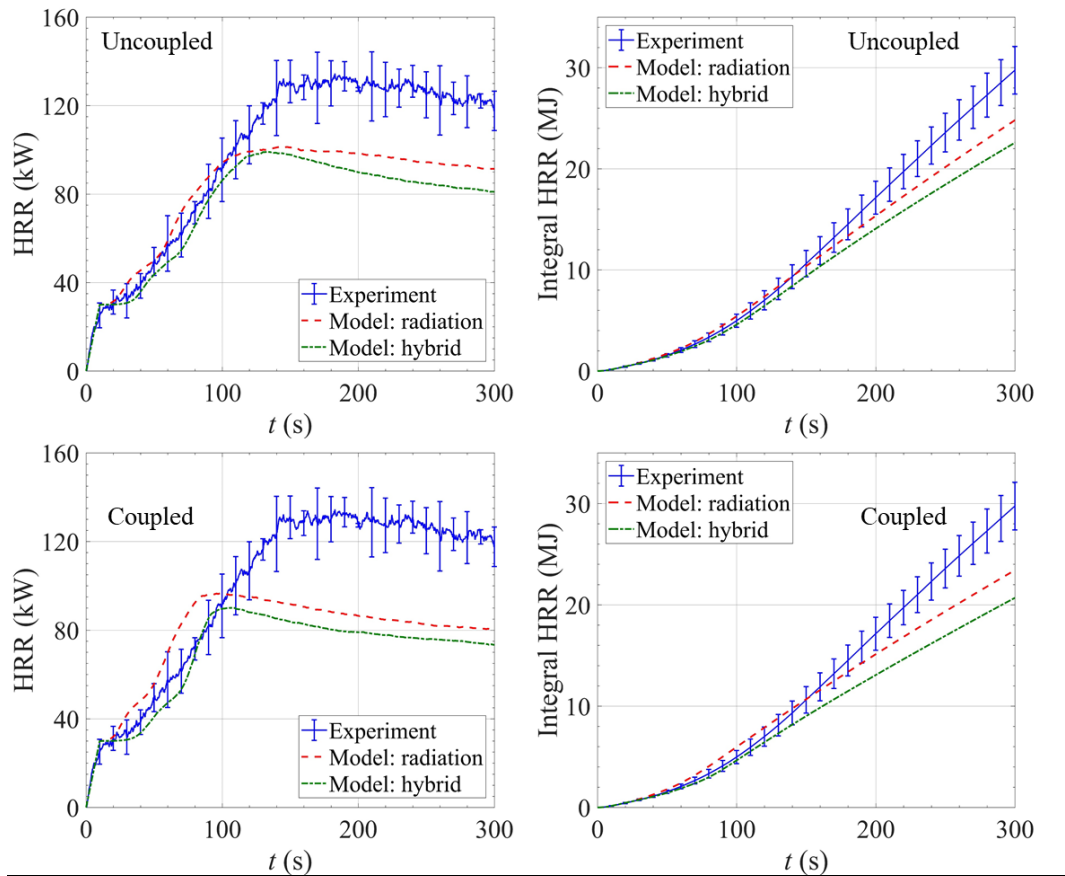 160
Uncoupled
120
HRR (kW)
80
40
Experiment
Model: radiation
Model: hybrid
0
0 100 200 300
t (s)
Experiment
Uncoupled
Model: radiation
Model: hybrid
30
Integral HRR (MJ)
20
10
0
0 100 200 300
t (s)
160
Coupled
120
HRR (kW)
80
40
Experiment
Model: radiation
Model: hybrid
0
0 100 200 300
t (s)
Experiment
Model: radiation
Coupled
Model: hybrid
30
Integral HRR (MJ)
20
10
0
0 100 200 300
t (s)